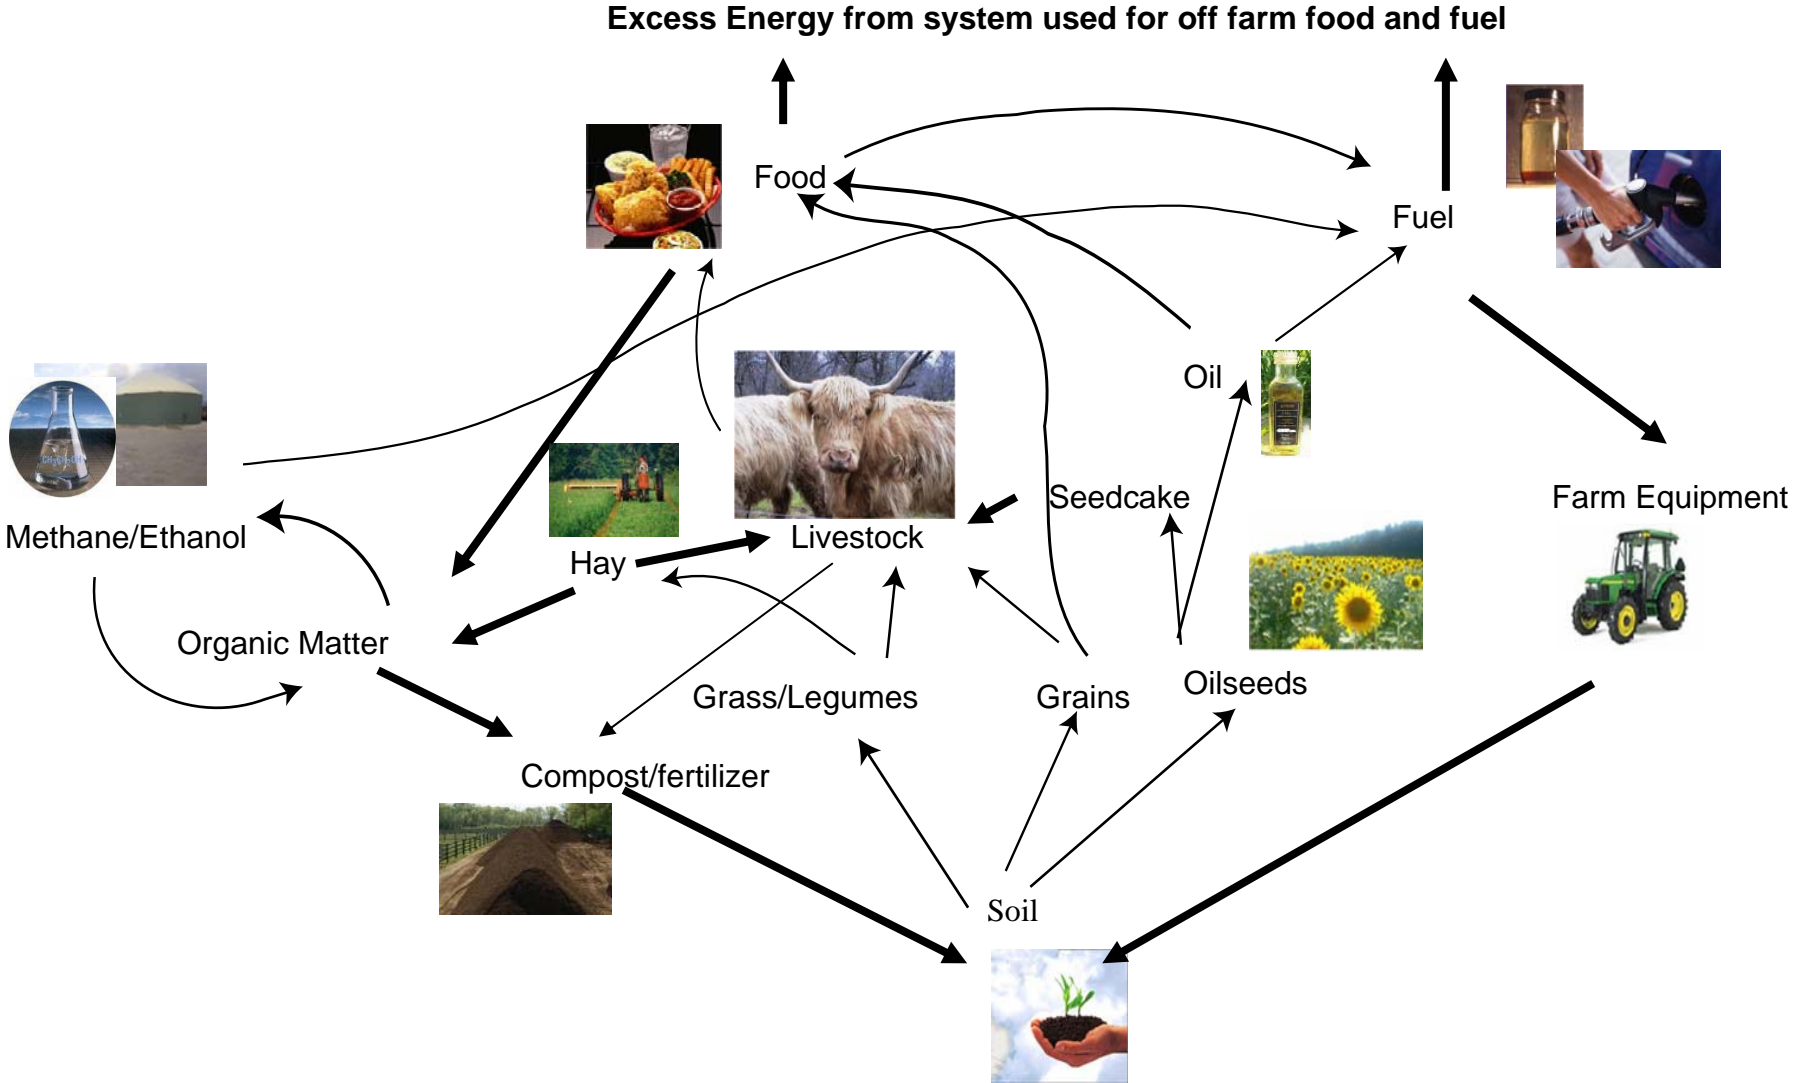 Excess Energy from system used for off farm food and fuel
Food
Fuel
Oil
Seedcake
Farm Equipment
Methane/Ethanol
Livestock
Hay
Organic Matter
Grass/Legumes
Grains
Oilseeds
Compost/fertilizer
Soil